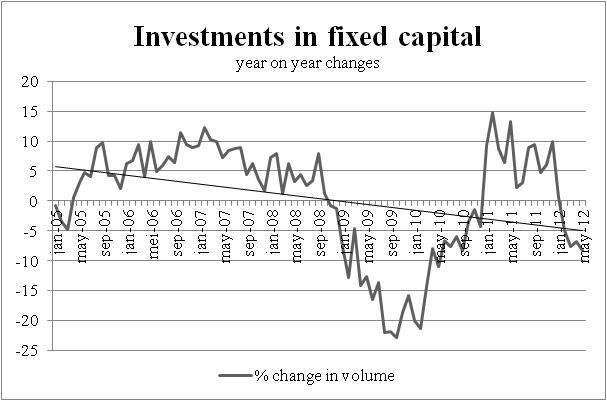 Investments in fixed capital
year on year changes
20
15
10
5
0
-5
-10
-15
-20
-25
jan-05
may-05
sep-05
jan-06
mei-06
sep-06
jan-07
may-07
sep-07
jan-08
may-08
sep-08
jan-09
may-09
sep-09
jan-10
may-10
sep-10
jan-11
may-11
sep-11
jan-12
may-12
% change in volume